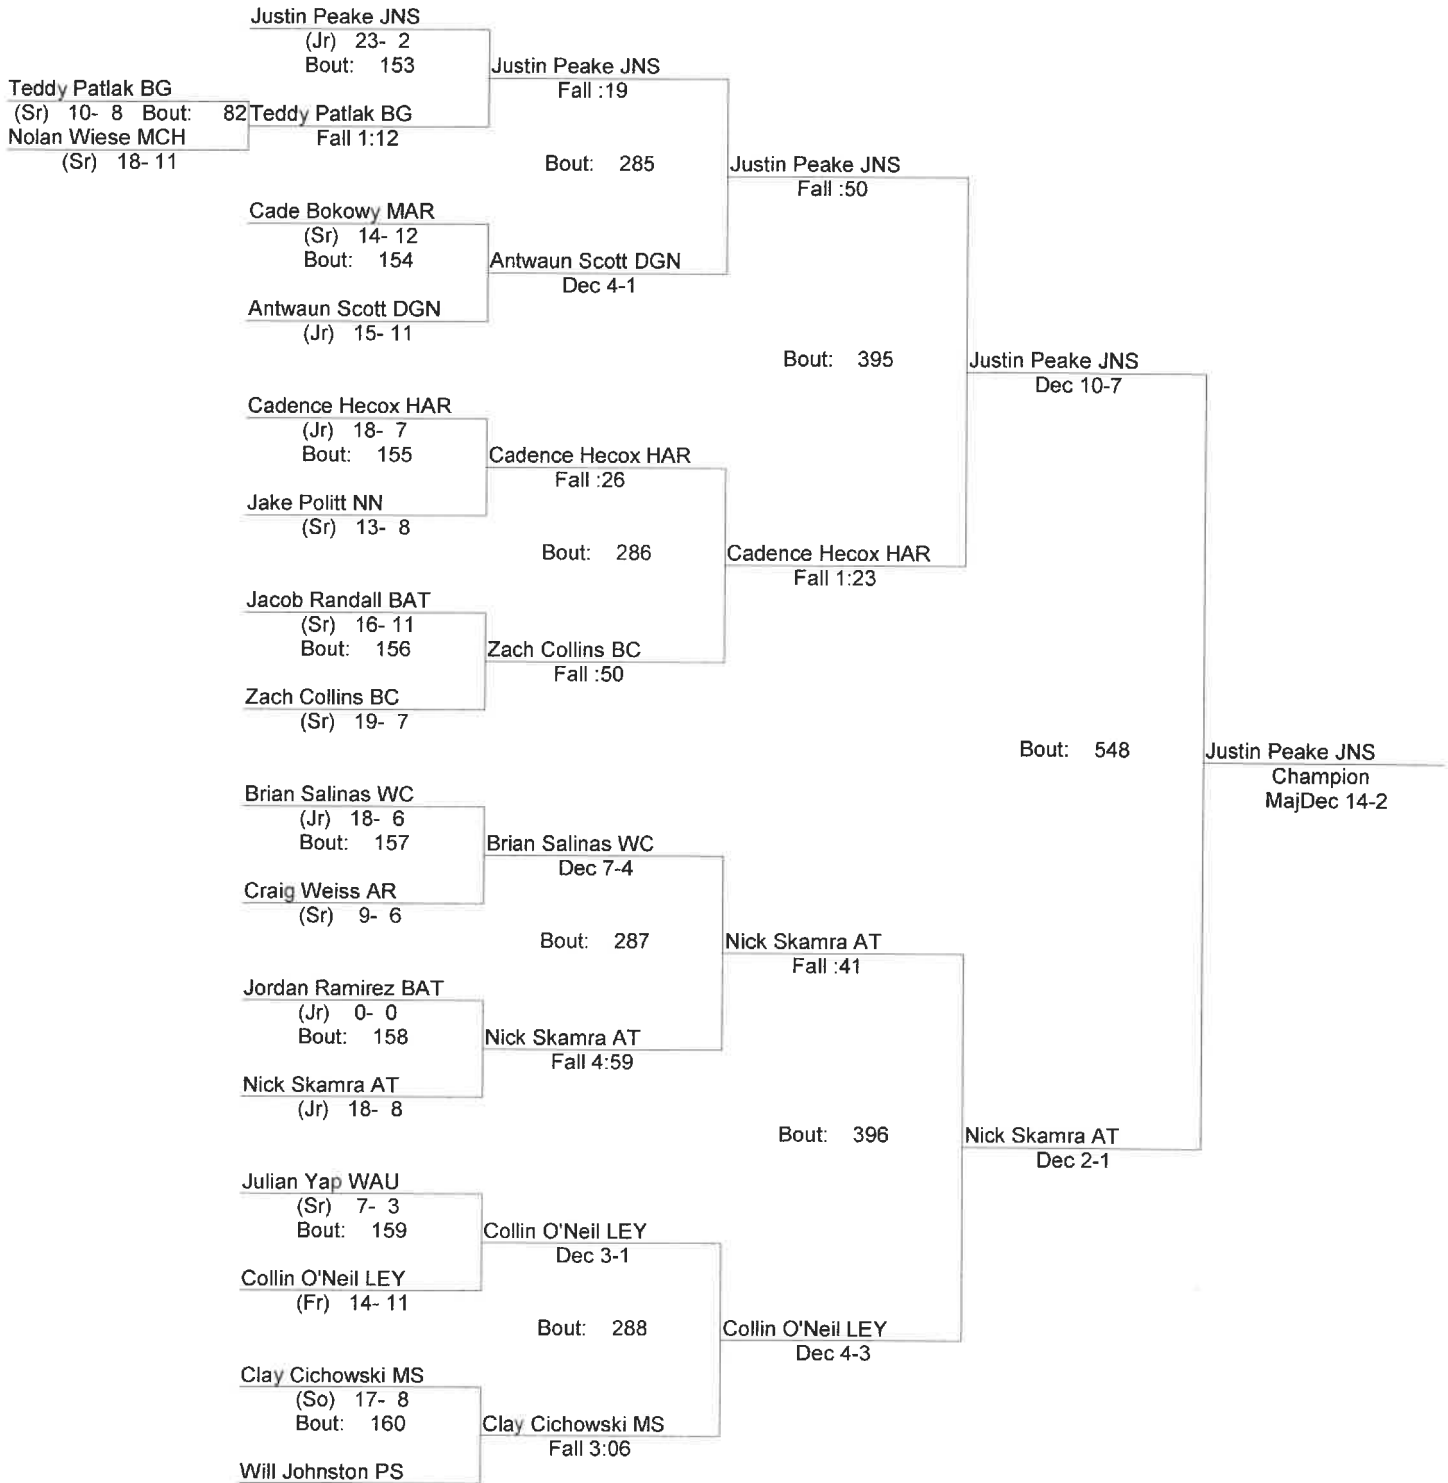 Justin Peake JNS
(Jr) 23- 2
Bout: 153
Justin Peake JNS
Fall :19
Teddy Patlak BG
(Sr) 10- 8 Bout: 82
Teddy Patlak BG
Fall 1:12
Nolan Wiese MCH
(Sr) 18- 11
Bout: 285
Justin Peake JNS
Fall :50
Cade Bokowy MAR
(Sr) 14- 12
Bout: 154
Antwaun Scott DGN
Dec 4-1
Antwaun Scott DGN
(Jr) 15- 11
Bout: 395
Justin Peake JNS
Dec 10-7
Cadence Hecox HAR
(Jr) 18- 7
Bout: 155
Cadence Hecox HAR
Fall :26
Jake Politt NN
(Sr) 13- 8
Bout: 286
Cadence Hecox HAR
Fall 1:23
Jacob Randall BAT
(Sr) 16- 11
Bout: 156
Zach Collins BC
Fall :50
Zach Collins BC
(Sr) 19- 7
Bout: 548
Justin Peake JNS
Champion
MajDec 14-2
Brian Salinas WC
(Jr) 18- 6
Bout: 157
Brian Salinas WC
Dec 7-4
Craig Weiss AR
(Sr) 9- 6
Bout: 287
Nick Skamra AT
Fall :41
Jordan Ramirez BAT
(Jr) 0- 0
Bout: 158
Nick Skamra AT
Fall 4:59
Nick Skamra AT
(Jr) 18- 8
Bout: 396
Nick Skamra AT
Dec 2-1
Julian Yap WAU
(Sr) 7- 3
Bout: 159
Collin O'Neil LEY
Dec 3-1
Collin O'Neil LEY
(Fr) 14- 11
Bout: 288
Collin O'Neil LEY
Dec 4-3
Clay Cichowski MS
(So) 17- 8
Bout: 160
Clay Cichowski MS
Fall 3:06
Will Johnston PS